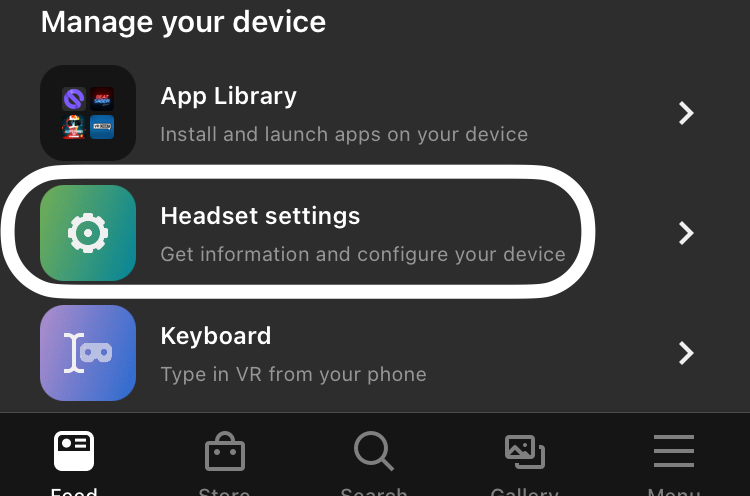 Manage your device
App Library
Install and launch apps on your device
Headset settings
Get information and configure your device
Keyboard
Type in VR from your phone
Feed
Store
Search
Gallery
Menu